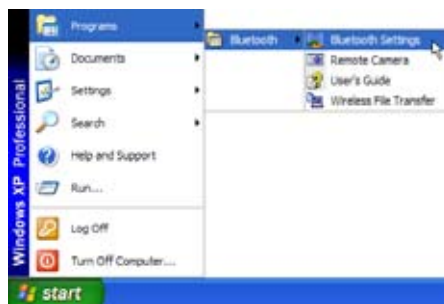 Programs
Documents
Settings
Search
Help and Support
Run...
Log Off
Turn Off Computer...
Bluetooth
Bluetooth Settings
Remote Camera
User's Guide
Wireless File Transfer
Windows XP Professional
start